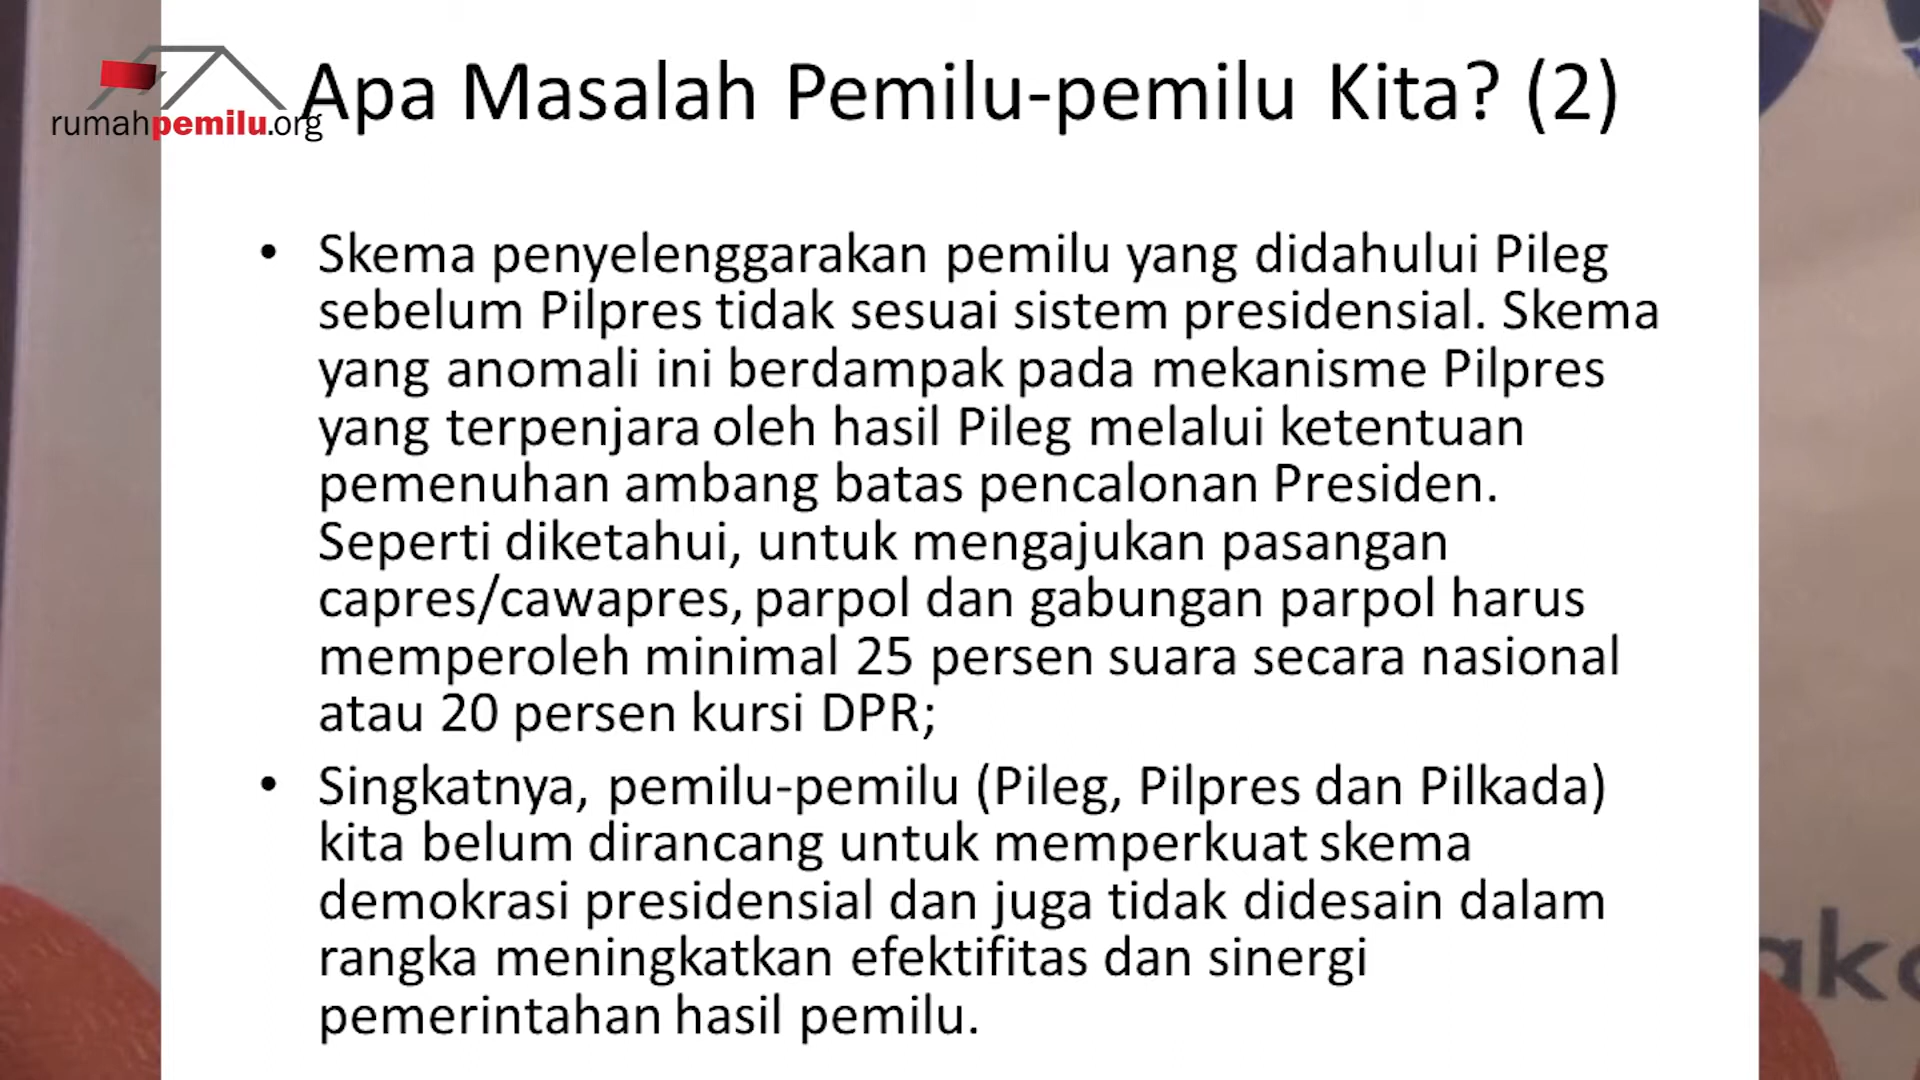 rumahpemilu.org
Apa Masalah Pemilu-pemilu Kita? (2)
• Skema penyelenggarakan pemilu yang didahului Pileg
sebelum Pilpres tidak sesuai sistem presidensial. Skema
yang anomali ini berdampak pada mekanisme Pilpres
yang terpenjara oleh hasil Pileg melalui ketentuan
pemenuhan ambang batas pencalonan Presiden.
Seperti diketahui, untuk mengajukan pasangan
capres/cawapres, parpol dan gabungan parpol harus
memperoleh minimal 25 persen suara secara nasional
atau 20 persen kursi DPR;
• Singkatnya, pemilu-pemilu (Pileg, Pilpres dan Pilkada)
kita belum dirancang untuk memperkuat skema
demokrasi presidensial dan juga tidak didesain dalam
rangka meningkatkan efektifitas dan sinergi
pemerintahan hasil pemilu.